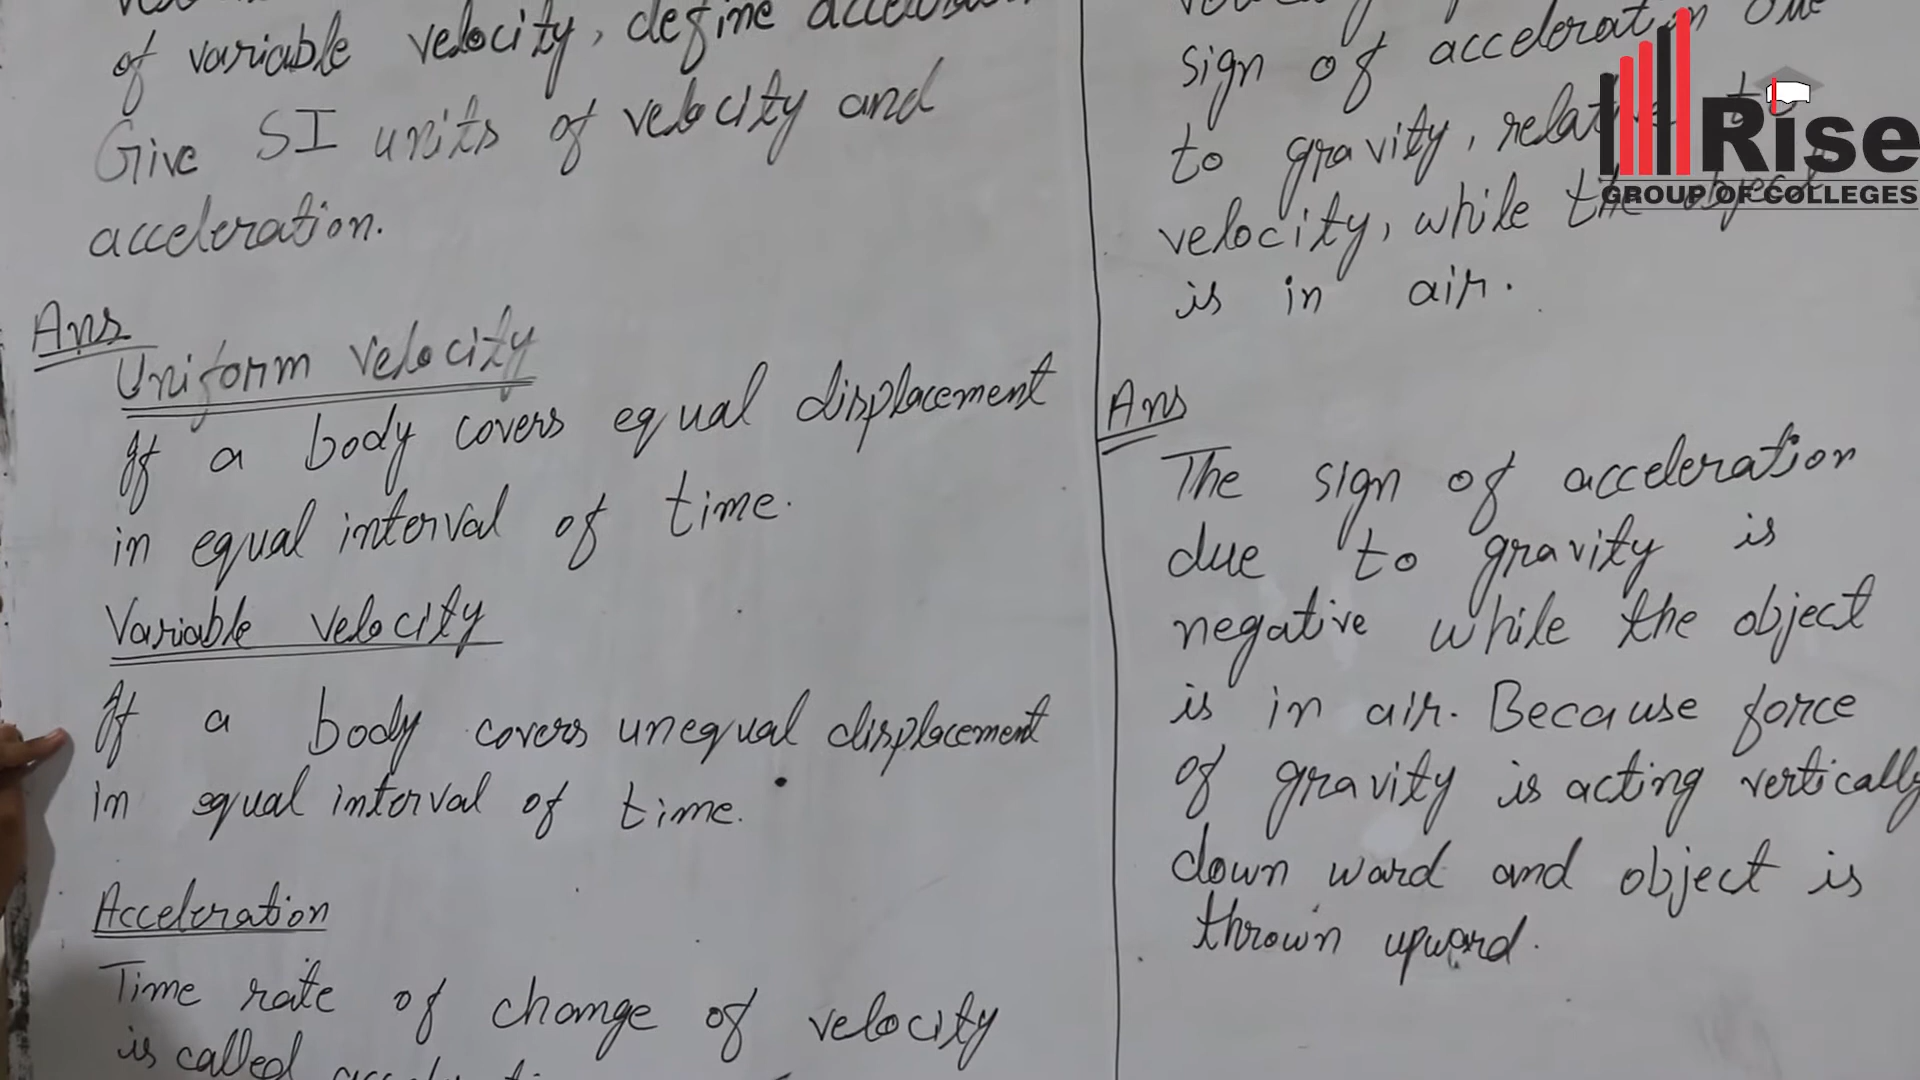 of variable velocity, define
Give SI units of velocity and
acceleration.
Ans
Uniform velocity
If a body covers equal displacement
in equal interval of time.
Variable velocity
If a body covers unequal displacement
in equal interval of time.
Acceleration
Time rate of change of velocity
is called
sign of acceleration due
to gravity, relative to
velocity, while the object
is in air.
Ans
The sign of acceleration
due to gravity is
negative while the object
is in air. Because force
of gravity is acting vertically
down ward and object is
thrown upward.
Rise
GROUP OF COLLEGES